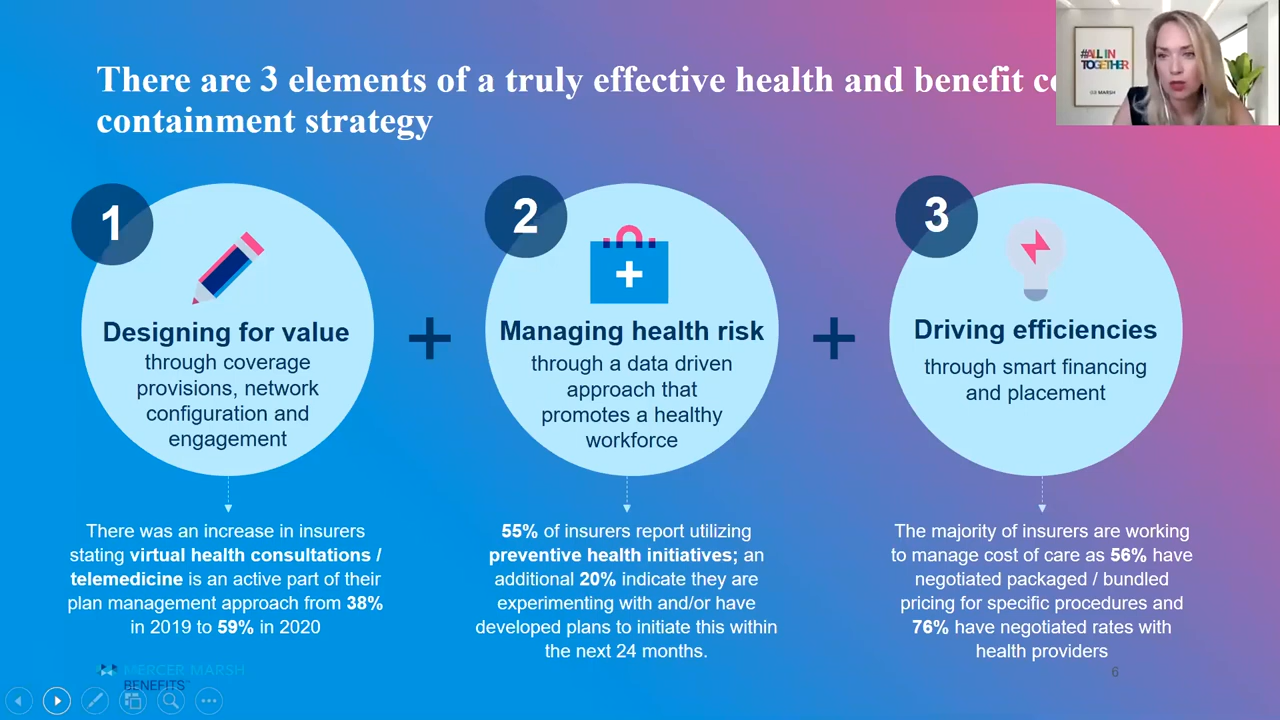 There are 3 elements of a truly effective health and benefit
containment strategy
#ALL IN
TOGETHER
MARSH
1
Designing for value
through coverage
provisions, network
configuration and
engagement
There was an increase in insurers
stating virtual health consultations /
telemedicine is an active part of their
plan management approach from 38%
in 2019 to 59% in 2020
+
2
Managing health risk
through a data driven
approach that
promotes a healthy
workforce
55% of insurers report utilizing
preventive health initiatives; an
additional 20% indicate they are
experimenting with and/or have
developed plans to initiate this within
the next 24 months.
+
3
Driving efficiencies
through smart financing
and placement
The majority of insurers are working
to manage cost of care as 56% have
negotiated packaged / bundled
pricing for specific procedures and
76% have negotiated rates with
health providers
MERCER MARSH
BENEFITS™
6